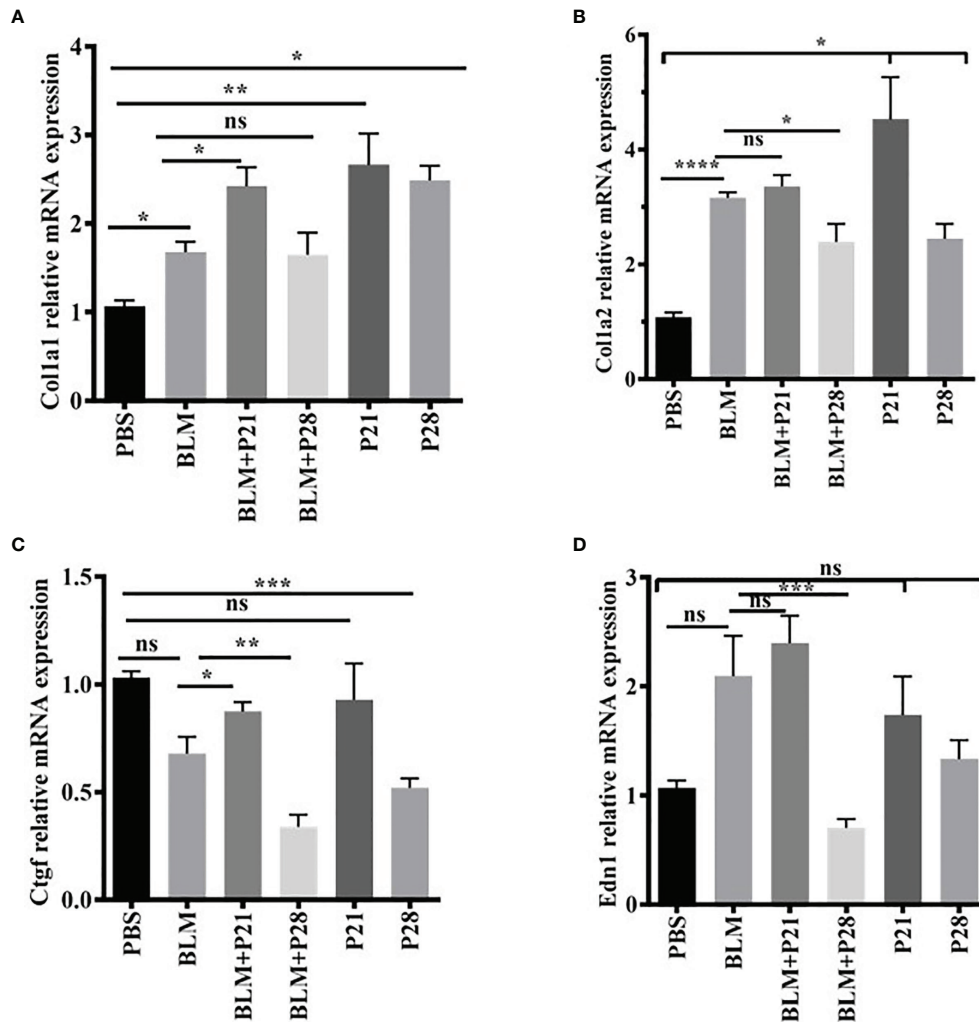 A
Col1a1 relative mRNA expression
4
3
2
1
0
*
**
ns
*
*
PBS
BLM
BLM+P21
BLM+P28
P21
P28
B
Col1a2 relative mRNA expression
6
4
2
0
*
*
ns
****
PBS
BLM
BLM+P21
BLM+P28
P21
P28
C
Ctgf relative mRNA expression
1.5
1.0
0.5
0.0
***
ns
ns
**
*
PBS
BLM
BLM+P21
BLM+P28
P21
P28
D
Edn1 relative mRNA expression
3
2
1
0
ns
***
ns
ns
PBS
BLM
BLM+P21
BLM+P28
P21
P28